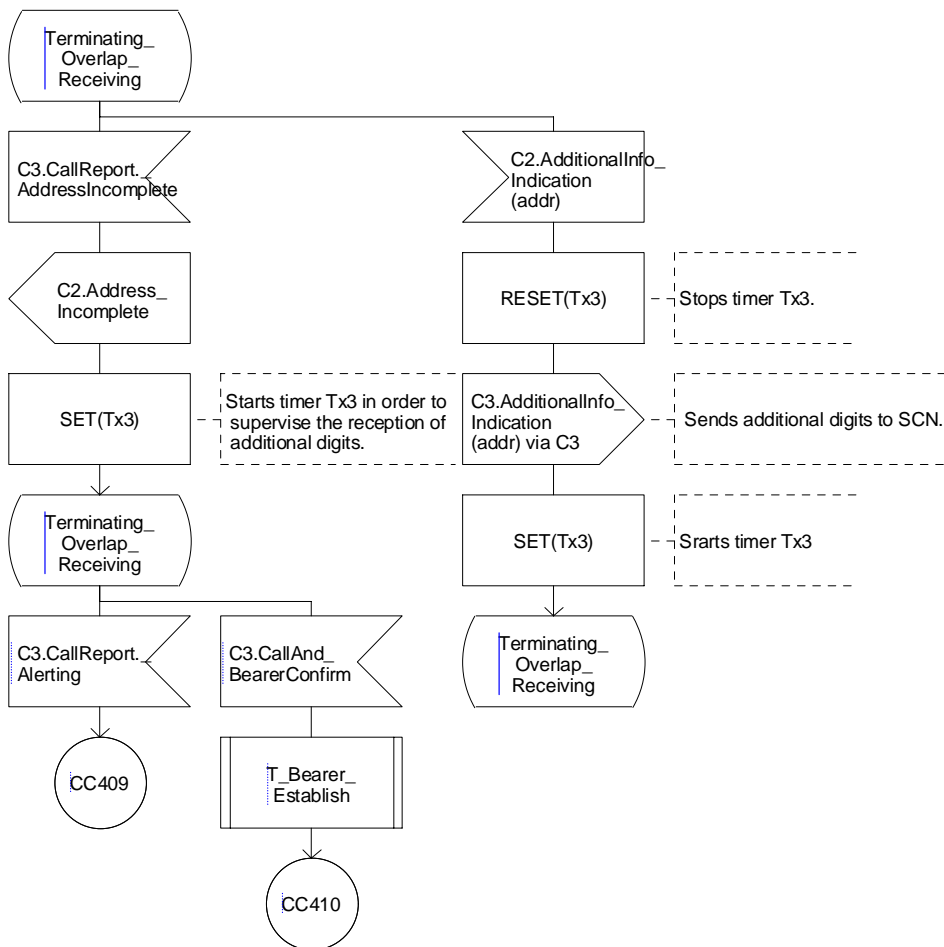 Terminating_
Overlap_
Receiving
C3.CallReport._
AddressIncomplete
C2.AdditionalInfo_
Indication
(addr)
C2.Address_
Incomplete
RESET(Tx3)
Stops timer Tx3.
SET(Tx3)
Starts timer Tx3 in order to
supervise the reception of
additional digits.
C3.AdditionalInfo_
Indication
(addr) via C3
Sends additional digits to SCN.
Terminating_
Overlap_
Receiving
SET(Tx3)
Srarts timer Tx3
C3.CallReport._
Alerting
C3.CallAnd_
BearerConfirm
Terminating_
Overlap_
Receiving
CC409
T_Bearer_
Establish
CC410